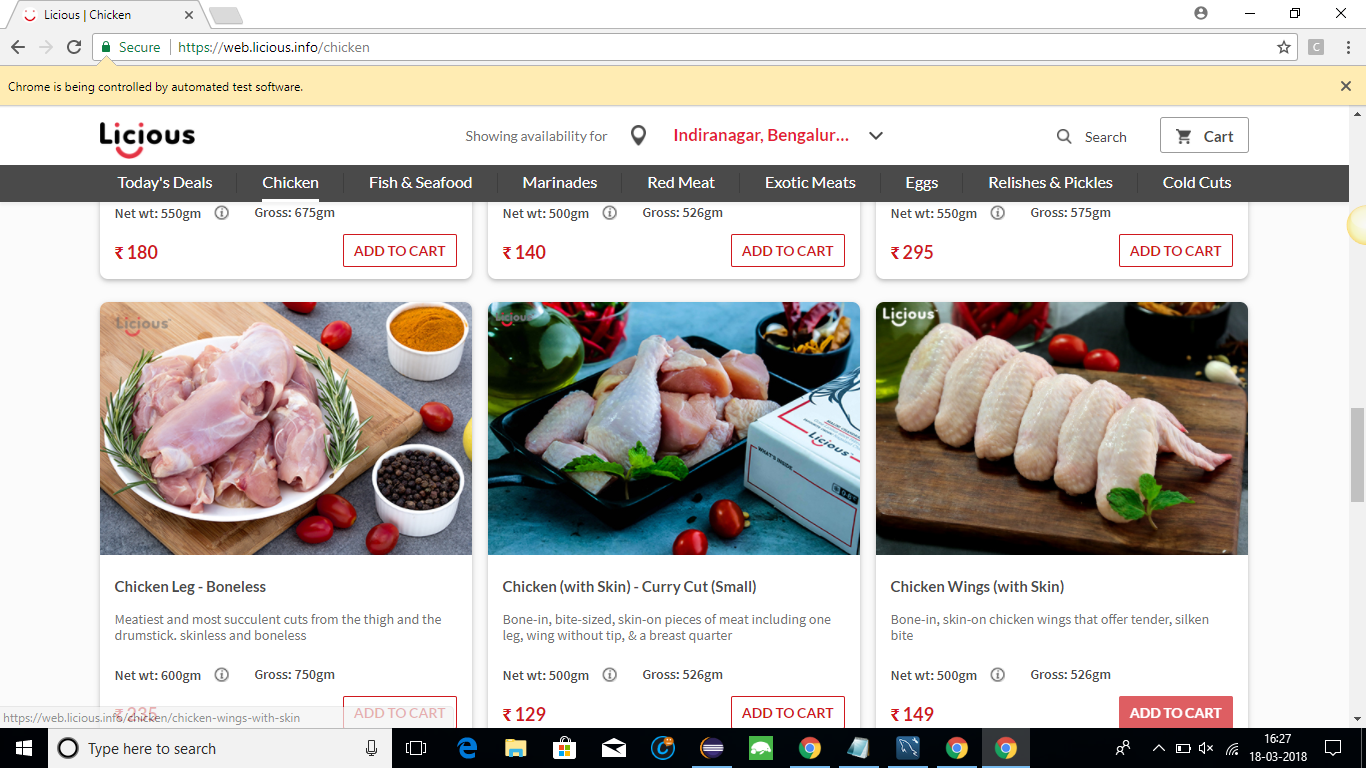 Licious | Chicken
Secure
https://web.licious.info/chicken
C
Chrome is being controlled by automated test software.
Licious
Showing availability for
Indiranagar, Bengalur...
Search
Cart
Today's Deals
Chicken
Fish & Seafood
Marinades
Red Meat
Exotic Meats
Eggs
Relishes & Pickles
Cold Cuts
Net wt: 550gm
Gross: 675gm
Net wt: 500gm
Gross: 526gm
Net wt: 550gm
Gross: 575gm
₹ 180
ADD TO CART
₹ 140
ADD TO CART
₹ 295
ADD TO CART
Licious
Licious
Licious
Licious
WHAT'S INSIDE
Chicken Leg - Boneless
Meatiest and most succulent cuts from the thigh and the
drumstick. skinless and boneless
Net wt: 600gm
Gross: 750gm
₹ 235
ADD TO CART
Chicken (with Skin) - Curry Cut (Small)
Bone-in, bite-sized, skin-on pieces of meat including one
leg, wing without tip, & a breast quarter
Net wt: 500gm
Gross: 526gm
₹ 129
ADD TO CART
Chicken Wings (with Skin)
Bone-in, skin-on chicken wings that offer tender, silken
bite
Net wt: 500gm
Gross: 526gm
₹ 149
ADD TO CART
https://web.licious.info/chicken/chicken-wings-with-skin
Type here to search
16:27
18-03-2018